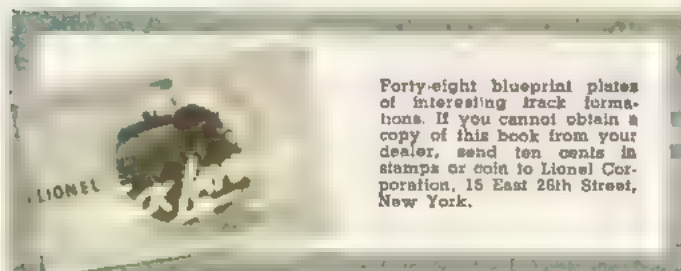 LIONEL
Forty-eight blueprint plates
of interesting track forma-
tions. If you cannot obtain a
copy of this book from your
dealer, send ten cents in
stamps or coin to Lionel Cor-
poration, 15 East 26th Street,
New York.